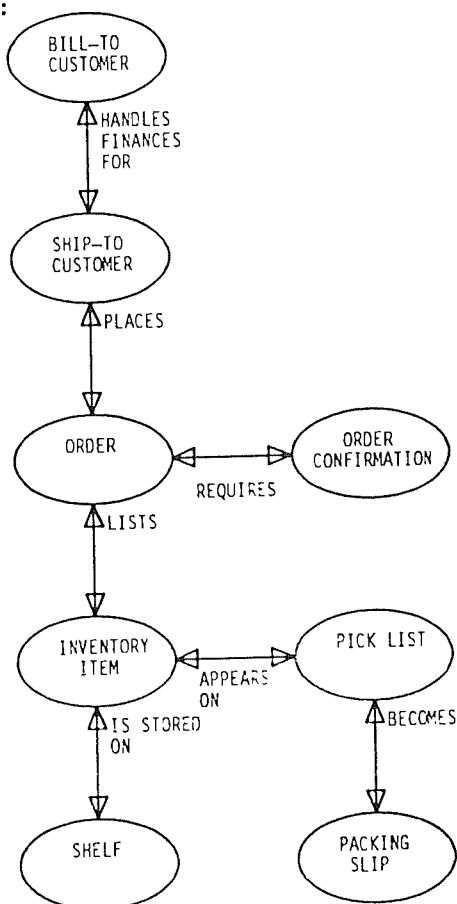 :
BILL-TO
CUSTOMER
HANDLES
FINANCES
FOR
SHIP-TO
CUSTOMER
PLACES
ORDER
ORDER
CONFIRMATION
REQUIRES
LISTS
INVENTORY
ITEM
PICK LIST
APPEARS
ON
IS STORED
ON
BECOMES
SHELF
PACKING
SLIP